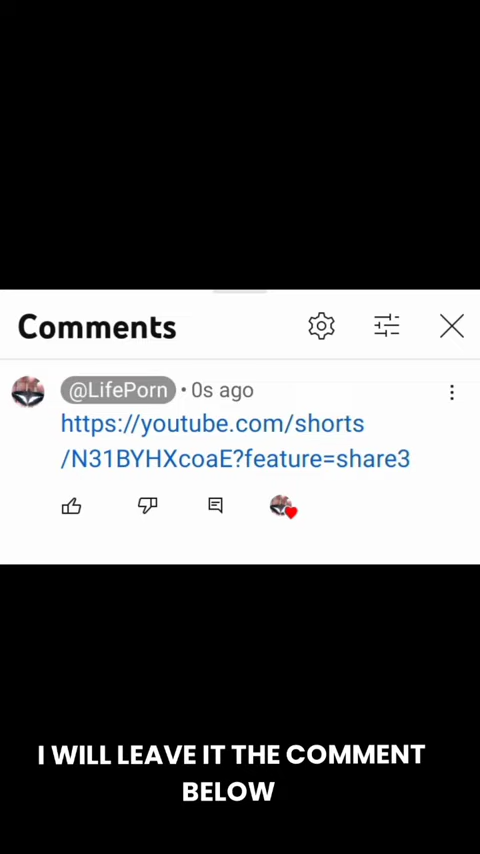 Comments
@LifePorn • 0s ago
https://youtube.com/shorts
/N31BYHXcoaE?feature=share3
I WILL LEAVE IT THE COMMENT
BELOW